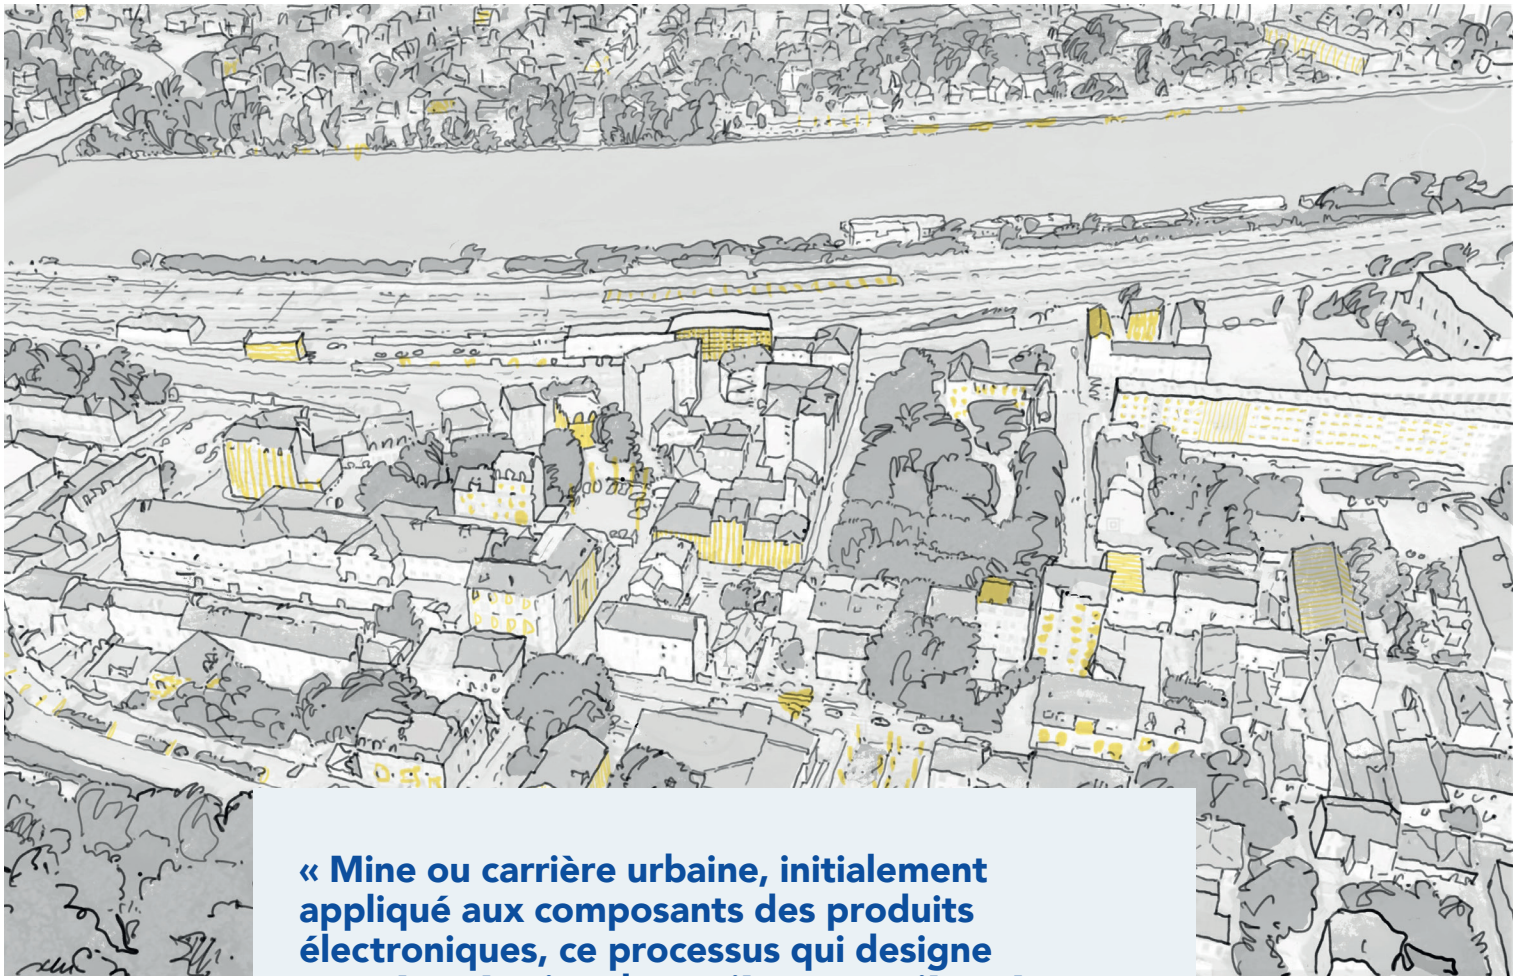 « Mine ou carrière urbaine, initialement
appliqué aux composants des produits
électroniques, ce processus qui designe